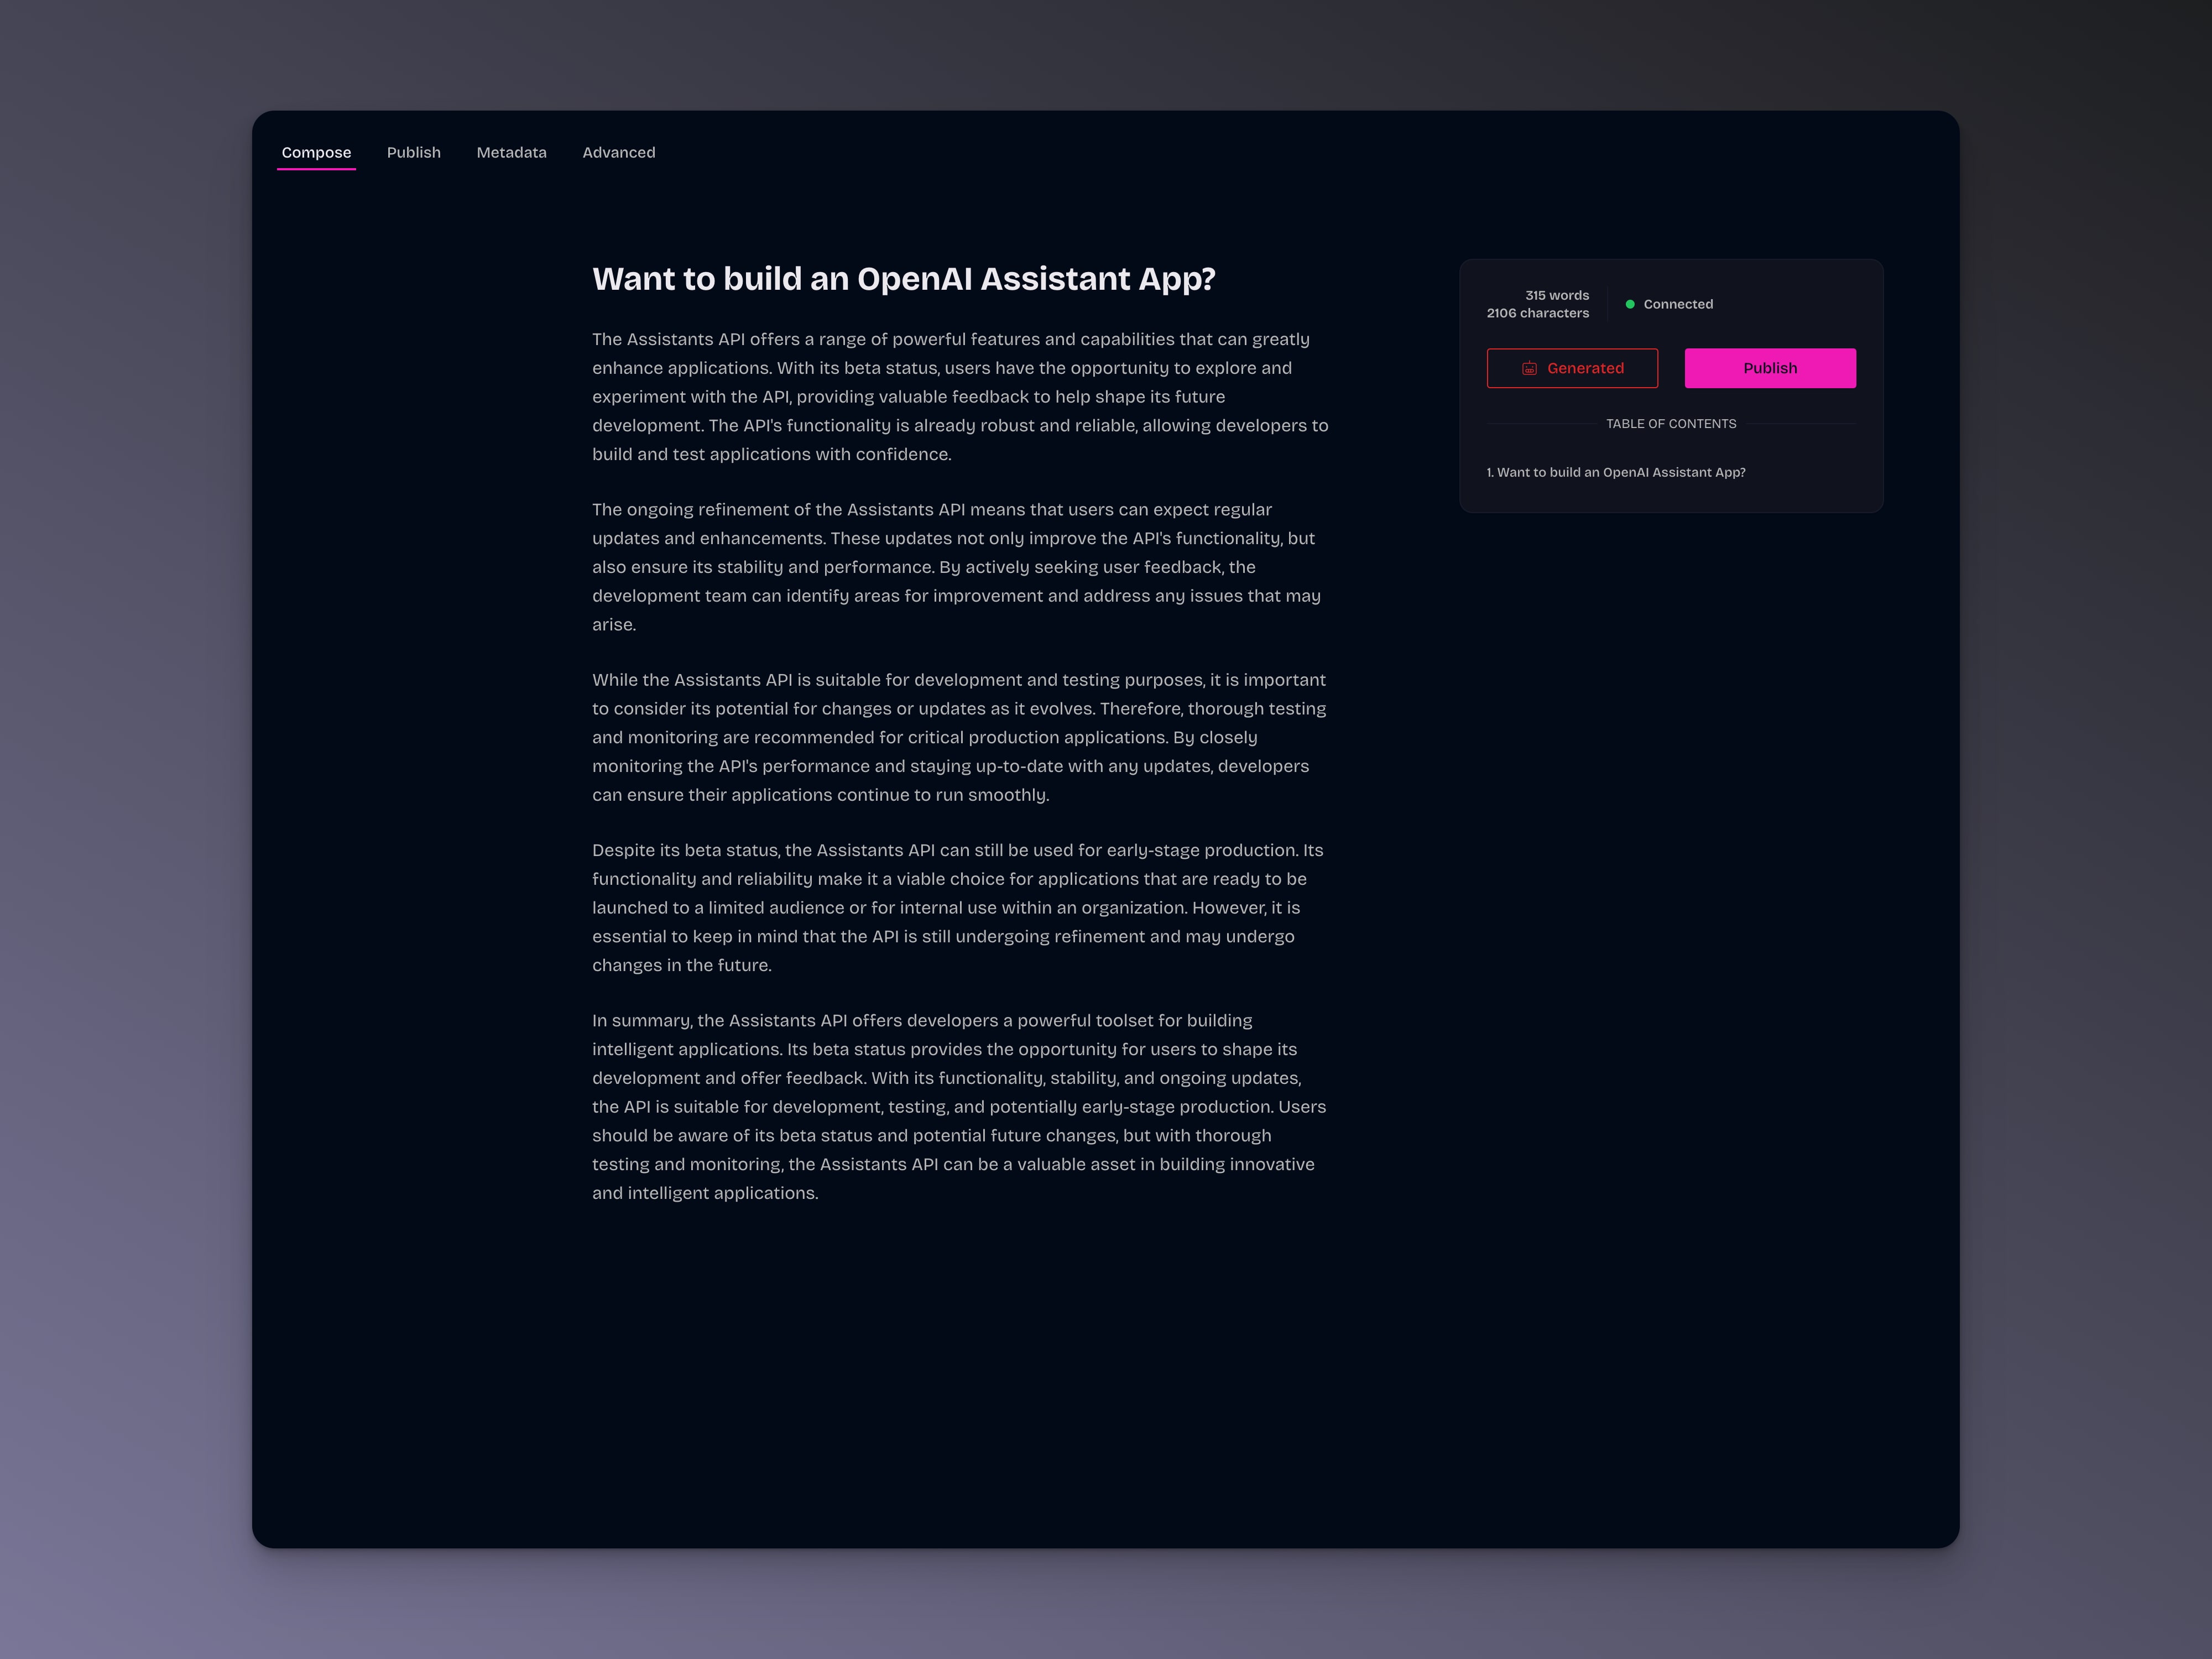 Compose
Publish
Metadata
Advanced
Want to build an OpenAI Assistant App?
The Assistants API offers a range of powerful features and capabilities that can greatly
enhance applications. With its beta status, users have the opportunity to explore and
experiment with the API, providing valuable feedback to help shape its future
development. The API's functionality is already robust and reliable, allowing developers to
build and test applications with confidence.
The ongoing refinement of the Assistants API means that users can expect regular
updates and enhancements. These updates not only improve the API's functionality, but
also ensure its stability and performance. By actively seeking user feedback, the
development team can identify areas for improvement and address any issues that may
arise.
While the Assistants API is suitable for development and testing purposes, it is important
to consider its potential for changes or updates as it evolves. Therefore, thorough testing
and monitoring are recommended for critical production applications. By closely
monitoring the API's performance and staying up-to-date with any updates, developers
can ensure their applications continue to run smoothly.
Despite its beta status, the Assistants API can still be used for early-stage production. Its
functionality and reliability make it a viable choice for applications that are ready to be
launched to a limited audience or for internal use within an organization. However, it is
essential to keep in mind that the API is still undergoing refinement and may undergo
changes in the future.
In summary, the Assistants API offers developers a powerful toolset for building
intelligent applications. Its beta status provides the opportunity for users to shape its
development and offer feedback. With its functionality, stability, and ongoing updates,
the API is suitable for development, testing, and potentially early-stage production. Users
should be aware of its beta status and potential future changes, but with thorough
testing and monitoring, the Assistants API can be a valuable asset in building innovative
and intelligent applications.
315 words
2106 characters
Connected
Generated
Publish
TABLE OF CONTENTS
1. Want to build an OpenAI Assistant App?